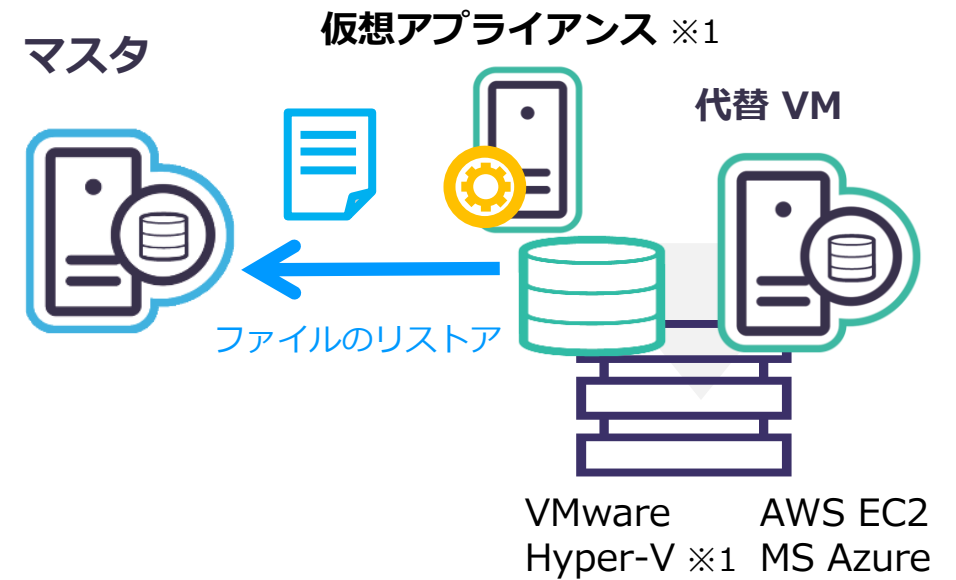 仮想アプライアンス ※1
マスタ
代替 VM
ファイルのリストア
VMware AWS EC2
Hyper-V ※1 MS Azure